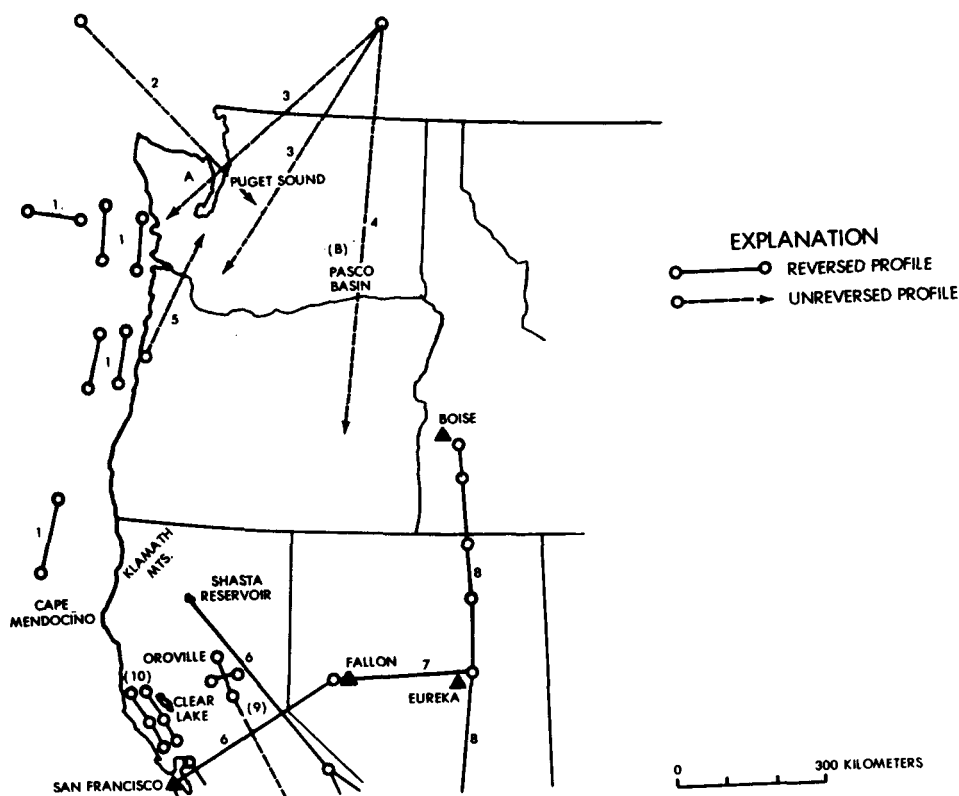 2
3
3
A
PUGET SOUND
1.
1
1
4
(B)
PASCO
BASIN
EXPLANATION
REVERSED PROFILE
UNREVERSED PROFILE
5
1
BOISE
1
KLAMATH
MTS.
CAPE
MENDOCINO
SHASTA
RESERVOIR
8
OROVILLE
6
FALLON
7
EUREKA
(10)
CLEAR
LAKE
(9)
6
8
SAN FRANCISCO
0
300 KILOMETERS